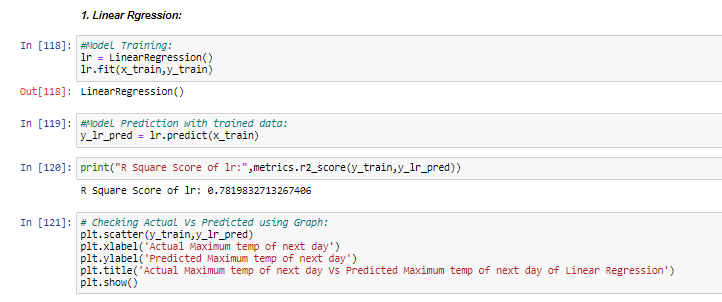 1. Linear Rgression:
In [118]: #Model Training:
lr = LinearRegression()
lr.fit(x_train,y_train)
Out[118]: LinearRegression()
In [119]: #Model Prediction with trained data:
y_lr_pred = lr.predict(x_train)
In [120]: print("R Square Score of lr:",metrics.r2_score(y_train,y_lr_pred))
R Square Score of lr: 0.7819832713267406
In [121]: # Checking Actual Vs Predicted using Graph:
plt.scatter(y_train,y_lr_pred)
plt.xlabel('Actual Maximum temp of next day')
plt.ylabel('Predicted Maximum temp of next day')
plt.title('Actual Maximum temp of next day Vs Predicted Maximum temp of next day of Linear Regression')
plt.show()